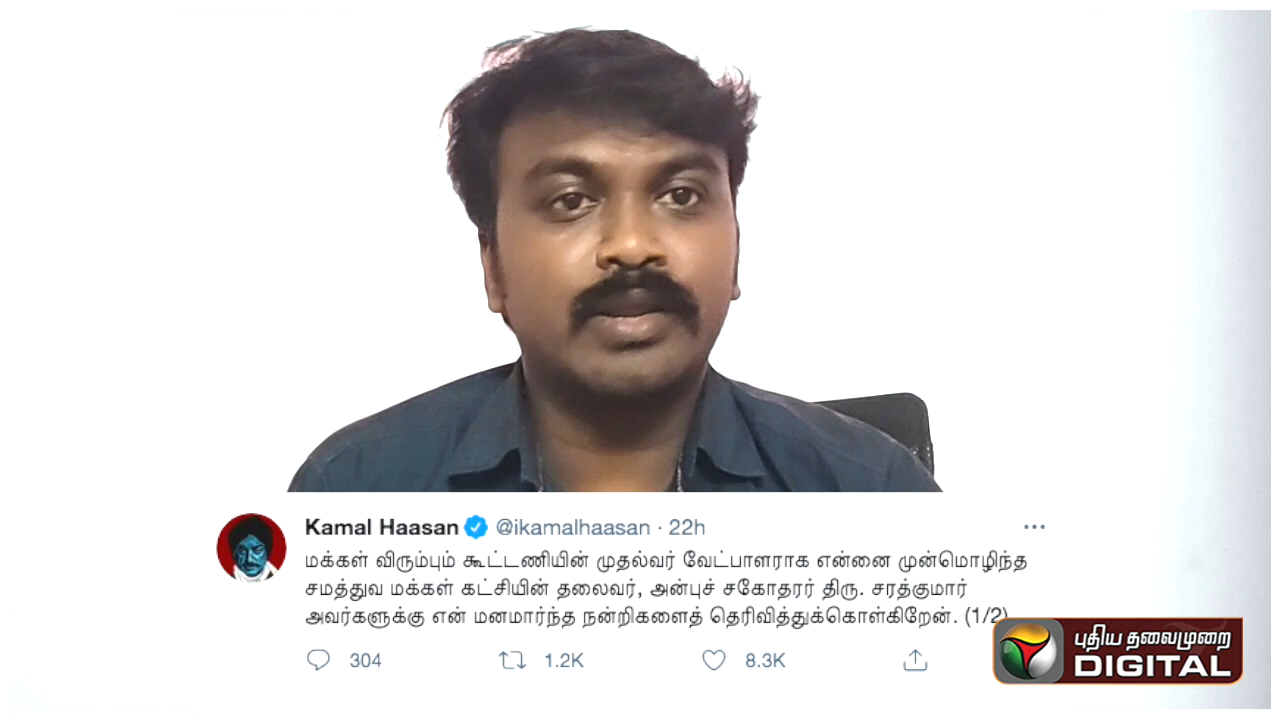 Kamal Haasan @ikamalhaasan · 22h
மக்கள் விரும்பும் கூட்டணியின் முதல்வர் வேட்பாளராக என்னை முன்மொழிந்த
சமத்துவ மக்கள் கட்சியின் தலைவர், அன்புச் சகோதரர் திரு. சரத்குமார்
அவர்களுக்கு என் மனமார்ந்த நன்றிகளைத் தெரிவித்துக்கொள்கிறேன். (1/2)
304 1.2K 8.3K
புதிய தலைமுறை
DIGITAL